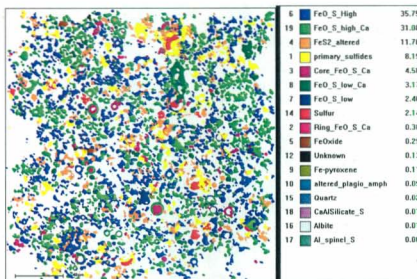 6 FeO_S_High 35.7
19 FeO_S_high_Ca 31.0
4 FeS2_altered 11.7
1 primary_sulfides 8.1
3 Core_FeO_S_Ca 4.5
8 FeO_S_low_Ca 3.1
7 FeO_S_low 2.4
14 Sulfur 2.1
2 Ring_FeO_S_Ca 0.3
5 FeOxide 0.2
12 Unknown 0.1
9 Fe-pyroxene 0.1
10 altered_plagio_amph 0.0
15 Quartz 0.0
18 CaAlSilicate_S 0.0
16 Albite 0.0
17 Al_spinel_S 0.0